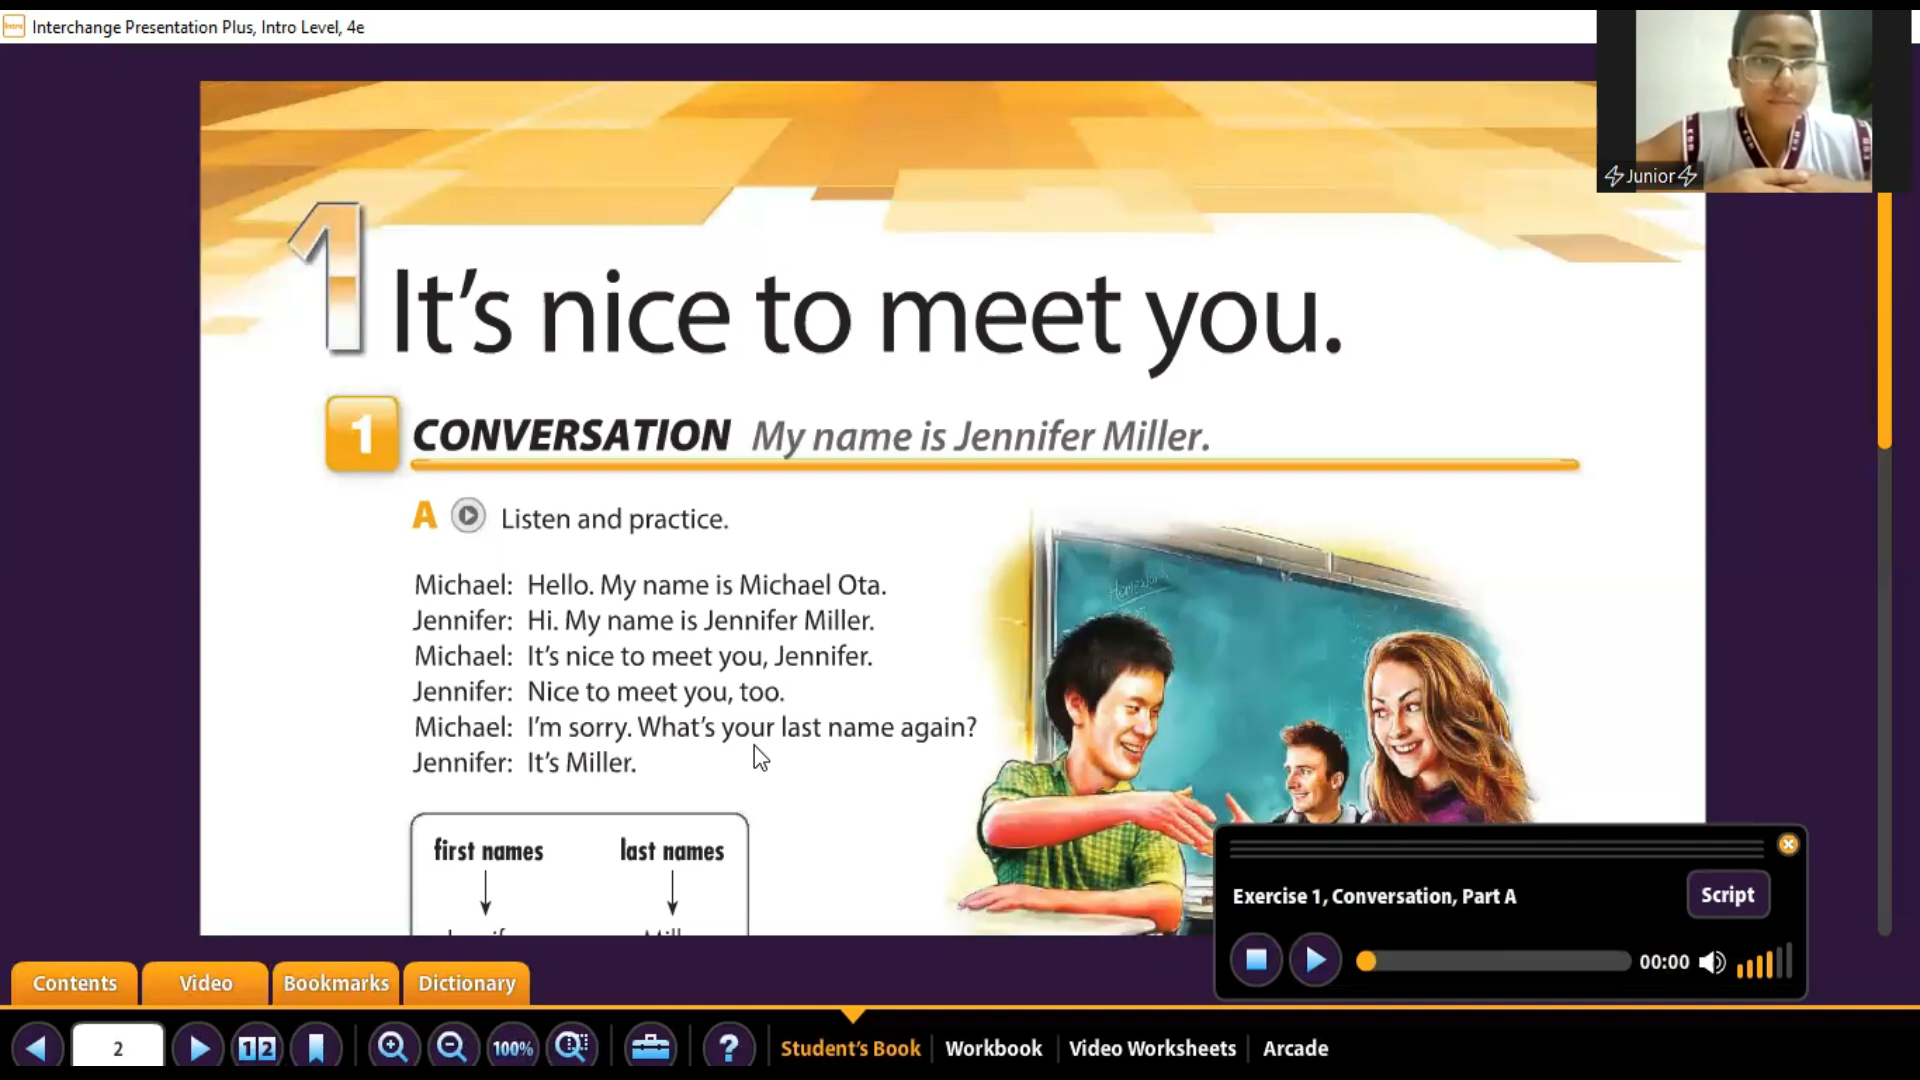 Interchange Presentation Plus, Intro Level, 4e
Junior
1 It's nice to meet you.
1 CONVERSATION My name is Jennifer Miller.
A Listen and practice.
Michael: Hello. My name is Michael Ota.
Jennifer: Hi. My name is Jennifer Miller.
Michael: It's nice to meet you, Jennifer.
Jennifer: Nice to meet you, too.
Michael: I'm sorry. What's your last name again?
Jennifer: It's Miller.
Homework
first names last names
Exercise 1, Conversation, Part A
Script
00:00
Contents Video Bookmarks Dictionary
2 12 100% ? Student's Book Workbook Video Worksheets Arcade